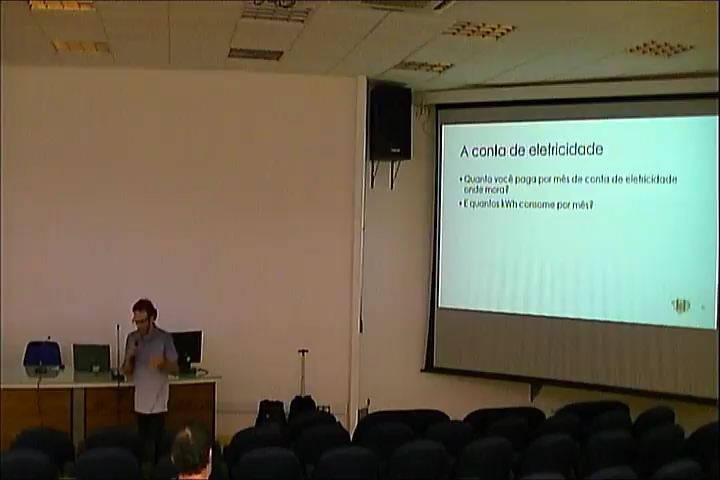 A conta de eletricidade
• Quanto você paga por mês de conta de eletricidade
onde mora?
• E quantos kWh consome por mês?